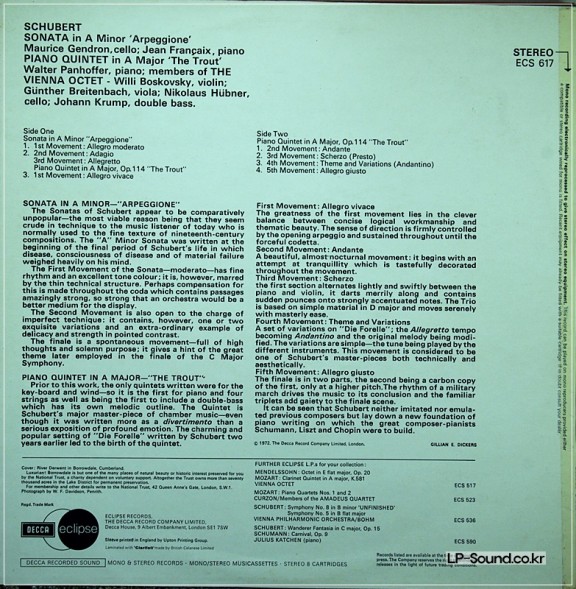 SCHUBERT
SONATA in A Minor 'Arpeggione'
Maurice Gendron, cello; Jean Françaix, piano
PIANO QUINTET in A Major 'The Trout'
Walter Panhoffer, piano; members of THE
VIENNA OCTET - Willi Boskovsky, violin;
Günther Breitenbach, viola; Nikolaus Hübner,
cello; Johann Krump, double bass.
STEREO
ECS 617
Side One
Sonata in A Minor "Arpeggione"
1. 1st Movement: Allegro moderato
2. 2nd Movement: Adagio
3rd Movement: Allegretto
Piano Quintet in A Major, Op.114 "The Trout"
3. 1st Movement: Allegro vivace
Side Two
Piano Quintet in A Major, Op.114 "The Trout"
1. 2nd Movement: Andante
2. 3rd Movement: Scherzo (Presto)
3. 4th Movement: Theme and Variations (Andantino)
4. 5th Movement: Allegro giusto
SONATA IN A MINOR—"ARPEGGIONE"
The Sonatas of Schubert appear to be comparatively
unpopular—the most viable reason being that they seem
crude in technique to the music listener of today who is
normally used to the fine texture of nineteenth-century
compositions. The "A" Minor Sonata was written at the
beginning of the final period of Schubert's life in which
disease, consciousness of disease and of material failure
weighed heavily on his mind.
The First Movement of the Sonata—moderato—has fine
rhythm and an excellent tone colour: it is, however, marred
by the thin technical structure. Perhaps compensation for
this is made throughout the coda which contains passages
amazingly strong, so strong that an orchestra would be a
better medium for the display.
The Second Movement is also open to the charge of
imperfect technique: it contains, however, one or two
exquisite variations and an extra-ordinary example of
delicacy and strength in pointed contrast.
The finale is a spontaneous movement—full of high
thoughts and solemn purpose; it gives a hint of the great
theme later employed in the finale of the C Major
Symphony.
PIANO QUINTET IN A MAJOR—"THE TROUT"
Prior to this work, the only quintets written were for the
key-board and wind—so it is the first for piano and four
strings as well as being the first to include a double-bass
which has its own melodic outline. The Quintet is
Schubert's major master-piece of chamber music—even
though it was written more as a divertimento than a
serious exposition of profound emotion. The charming and
popular setting of "Die Forelle" written by Schubert two
years earlier led to the birth of the quintet.
First Movement: Allegro vivace
The greatness of the first movement lies in the clever
balance between concise logical workmanship and
thematic beauty. The sense of direction is firmly controlled
by the opening arpeggio and sustained throughout until the
forceful codetta.
Second Movement: Andante
A beautiful, almost nocturnal movement: it begins with an
attempt at tranquillity which is tastefully decorated
throughout the movement.
Third Movement: Scherzo
the first section alternates lightly and swiftly between the
piano and violin, it darts merrily along and contains
sudden pounces onto strongly accentuated notes. The Trio
is based on simple material in D major and moves serenely
with masterly ease.
Fourth Movement: Theme and Variations
A set of variations on "Die Forelle"; the Allegretto tempo
becoming Andantino and the original melody being modi-
fied. The variations are simple—the tune being played by the
different instruments. This movement is considered to be
one of Schubert's master-pieces both technically and
aesthetically.
Fifth Movement: Allegro giusto
The finale is in two parts, the second being a carbon copy
of the first, only at a higher pitch. The rhythm of a military
march drives the music to its conclusion and the familiar
triplets add gaiety to the finale scene.
It can be seen that Schubert neither imitated nor emula-
ted previous composers but lay down a new foundation of
piano writing on which the great composer-pianists
Schumann, Liszt and Chopin were to build.
© 1972, The Decca Record Company Limited, London.
GILLIAN E. DICKERS
Cover: River Derwent in Borrowdale, Cumberland.
Photograph by W. F. Davidson, Penrith.
Regd. Trade Mark
DECCA
eclipse
ECLIPSE RECORDS,
THE DECCA RECORD COMPANY LIMITED,
Decca House, 9 Albert Embankment, London SE1 7SW
Sleeve printed in England by Upton Printing Group.
Laminated with 'Clarifoil' made by British Celanese Limited
FURTHER ECLIPSE L.P.s for your collection:
MENDELSSOHN: Octet in E flat major, Op. 20
MOZART: Clarinet Quintet in A major, K.581
VIENNA OCTET
ECS 517
MOZART: Piano Quartets Nos. 1 and 2
CURZON/Members of the AMADEUS QUARTET
ECS 523
SCHUBERT: Symphony No. 8 in B minor 'UNFINISHED'
Symphony No. 5 in B flat major
VIENNA PHILHARMONIC ORCHESTRA/BÖHM
ECS 536
SCHUBERT: Wanderer Fantasia in C major, Op. 15
SCHUMANN: Carnival, Op. 9
JULIUS KATCHEN (piano)
ECS 590
DECCA RECORDED SOUND
MONO & STEREO RECORDS - MONO/STEREO MUSICASSETTES - STEREO 8 CARTRIDGES
LP-Sound.co.kr